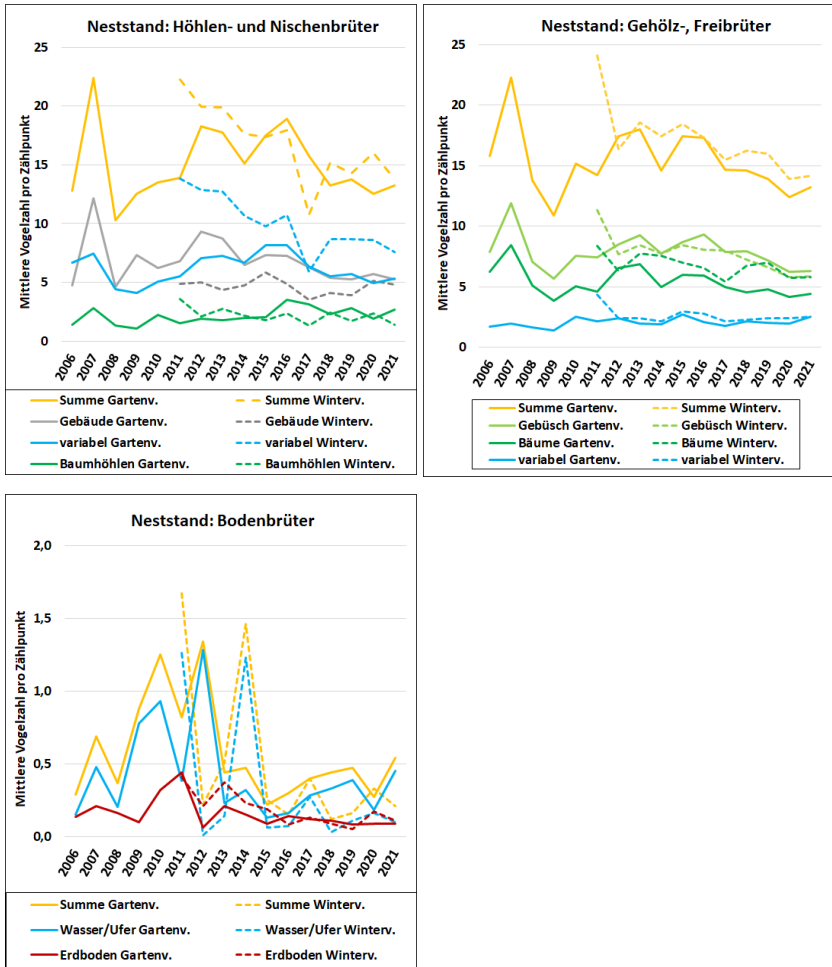 Neststand: Höhlen- und Nischenbrüter
Mittlere Vogelzahl pro Zählpunkt
25
20
15
10
5
0
2006 2007 2008 2009 2010 2011 2012 2013 2014 2015 2016 2017 2018 2019 2020 2021
Summe Gartenv. Summe Winterv.
Gebäude Gartenv. Gebäude Winterv.
variabel Gartenv. variabel Winterv.
Baumhöhlen Gartenv. Baumhöhlen Winterv.
Neststand: Gehölz-, Freibrüter
Mittlere Vogelzahl pro Zählpunkt
25
20
15
10
5
0
2006 2007 2008 2009 2010 2011 2012 2013 2014 2015 2016 2017 2018 2019 2020 2021
Summe Gartenv. Summe Winterv.
Gebüsch Gartenv. Gebüsch Winterv.
Bäume Gartenv. Bäume Winterv.
variabel Gartenv. variabel Winterv.
Neststand: Bodenbrüter
Mittlere Vogelzahl pro Zählpunkt
2,0
1,5
1,0
0,5
0,0
2006 2007 2008 2009 2010 2011 2012 2013 2014 2015 2016 2017 2018 2019 2020 2021
Summe Gartenv. Summe Winterv.
Wasser/Ufer Gartenv. Wasser/Ufer Winterv.
Erdboden Gartenv. Erdboden Winterv.